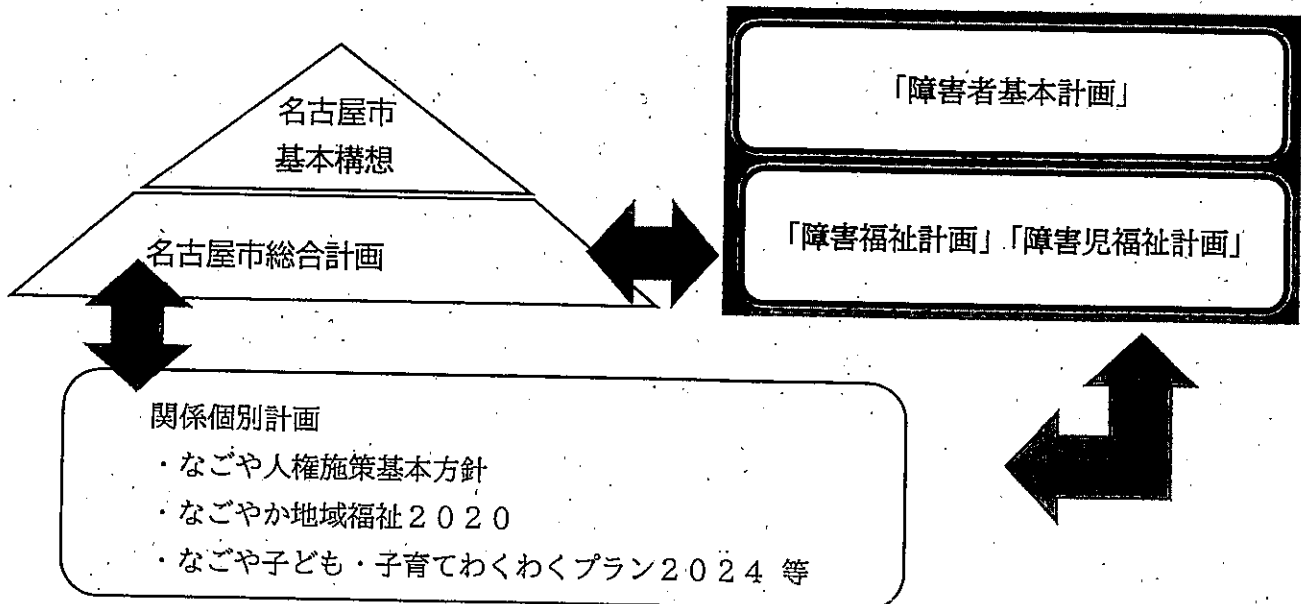 名古屋市
基本構想
名古屋市総合計画
「障害者基本計画」
「障害福祉計画」「障害児福祉計画」
関係個別計画
・なごや人権施策基本方針
・なごやか地域福祉２０２０
・なごや子ども・子育てわくわくプラン２０２４ 等